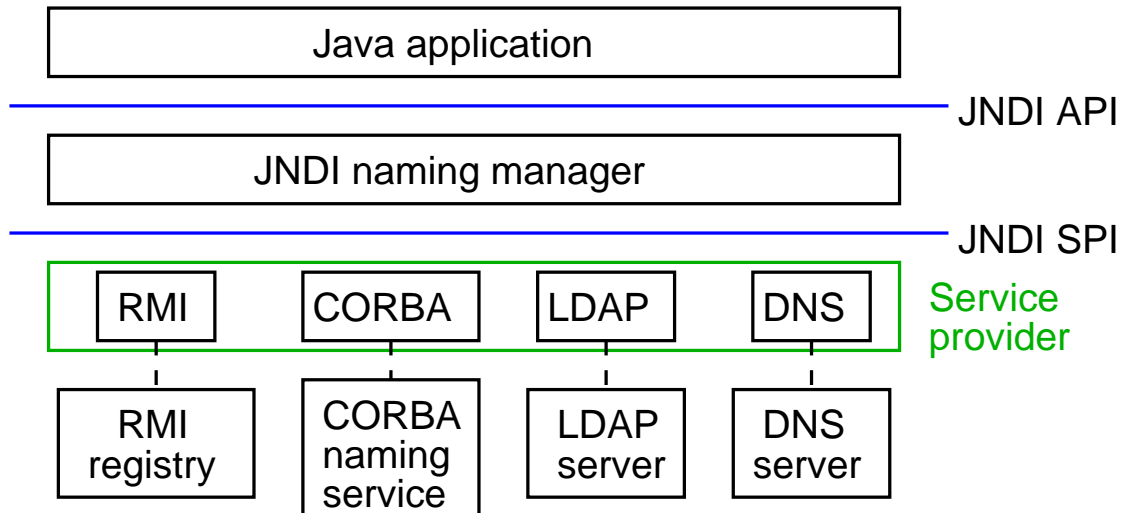 Java application
JNDI API
JNDI naming manager
JNDI SPI
RMI
CORBA
LDAP
DNS
Service
provider
RMI
registry
CORBA
naming
service
LDAP
server
DNS
server